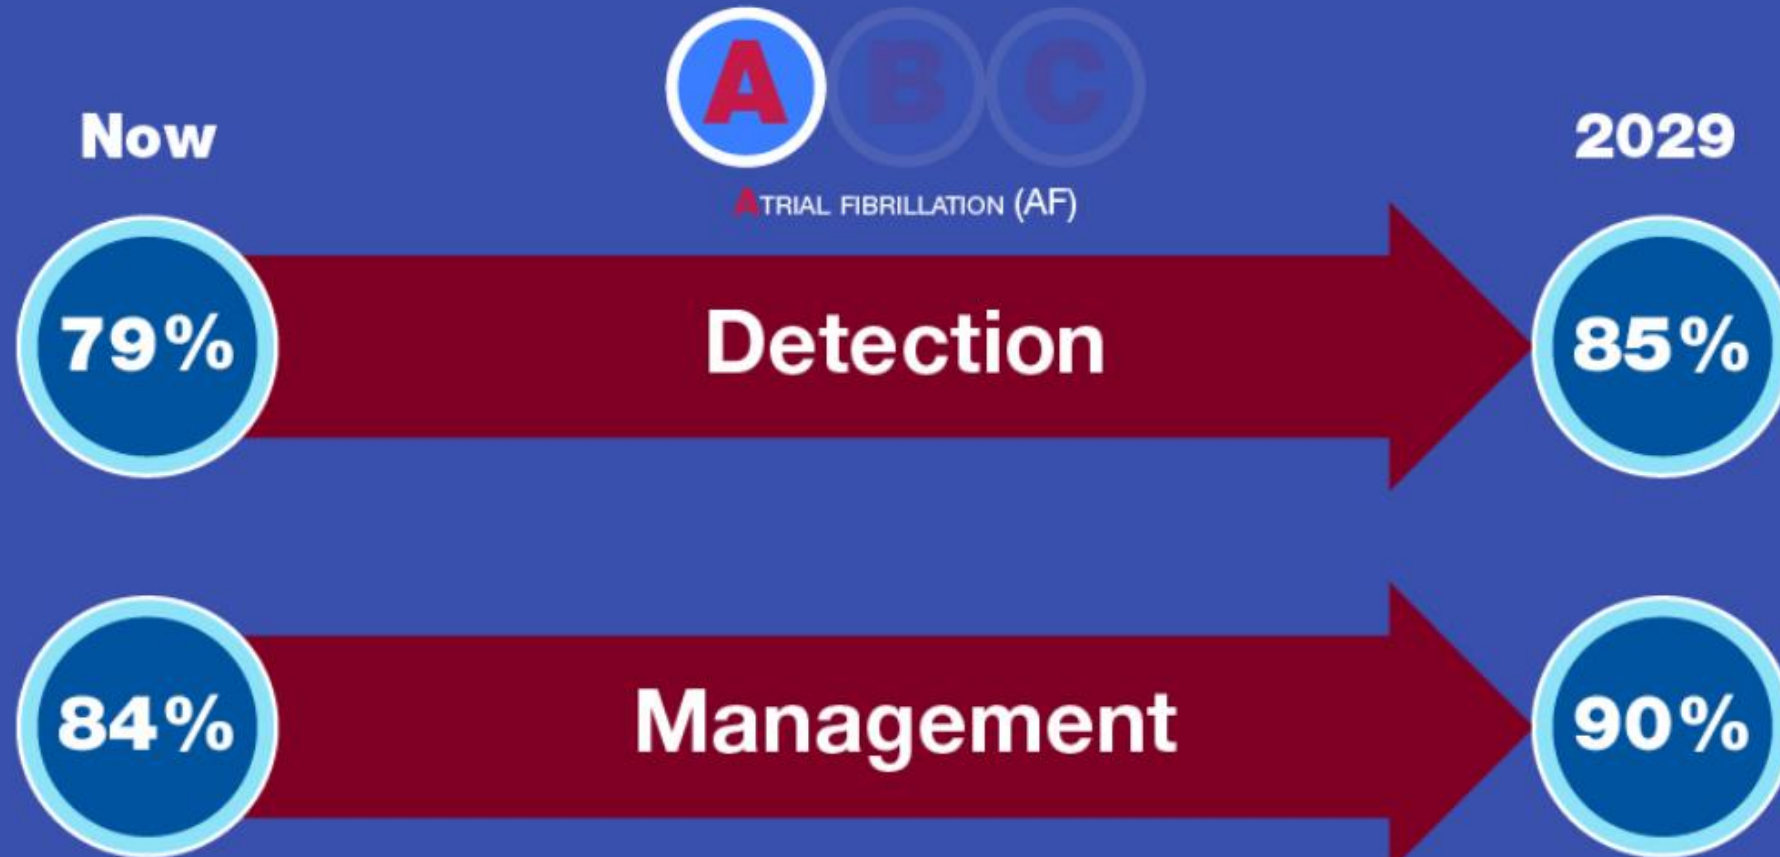 A B C
Now
2029
ATRIAL FIBRILLATION (AF)
79%
Detection
85%
84%
Management
90%